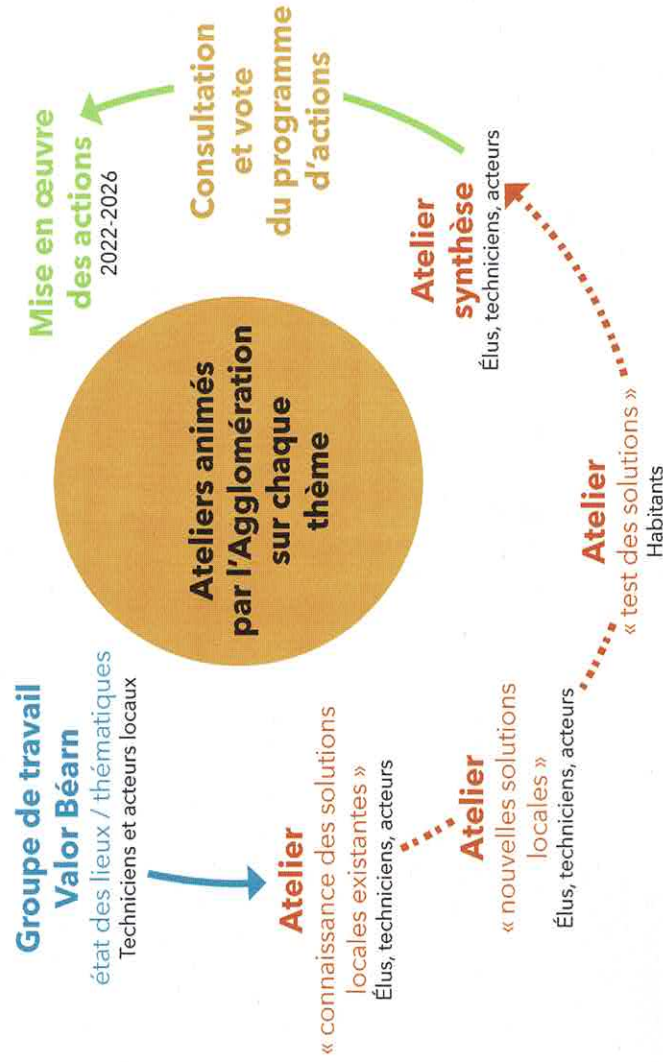 Groupe de travail
Valor Béarn
état des lieux / thématiques
Techniciens et acteurs locaux
Atelier
« connaissance des solutions
locales existantes »
Élus, techniciens, acteurs
Atelier
« nouvelles solutions
locales »
Élus, techniciens, acteurs
Atelier
« test des solutions »
Habitants
Atelier
synthèse
Élus, techniciens, acteurs
Consultation
et vote
du programme
d'actions
Mise en œuvre
des actions
2022-2026
Ateliers animés
par l'Agglomération
sur chaque
thème